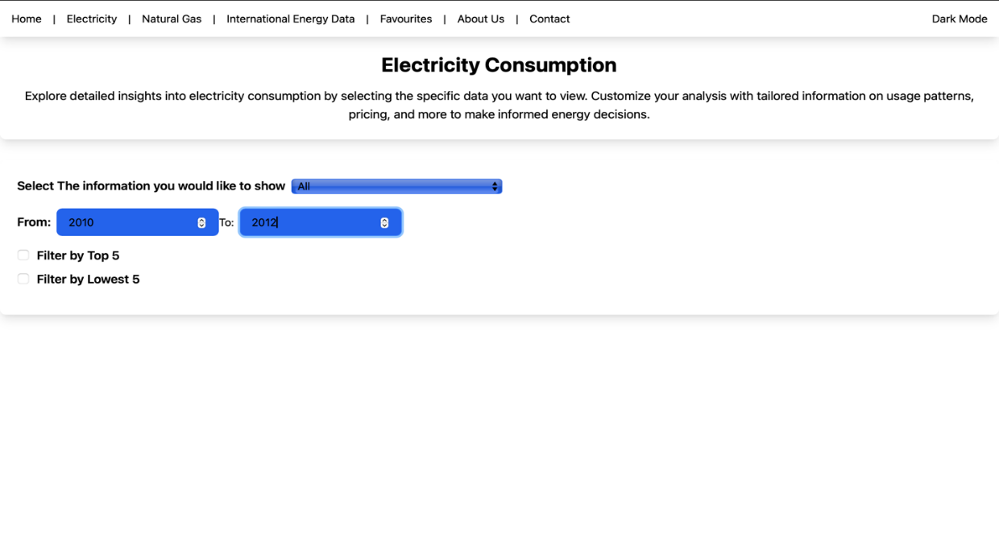 Home | Electricity | Natural Gas | International Energy Data | Favourites | About Us | Contact Dark Mode
Electricity Consumption
Explore detailed insights into electricity consumption by selecting the specific data you want to view. Customize your analysis with tailored information on usage patterns,
pricing, and more to make informed energy decisions.
Select The information you would like to show All
From: 2010 To: 2012
Filter by Top 5
Filter by Lowest 5